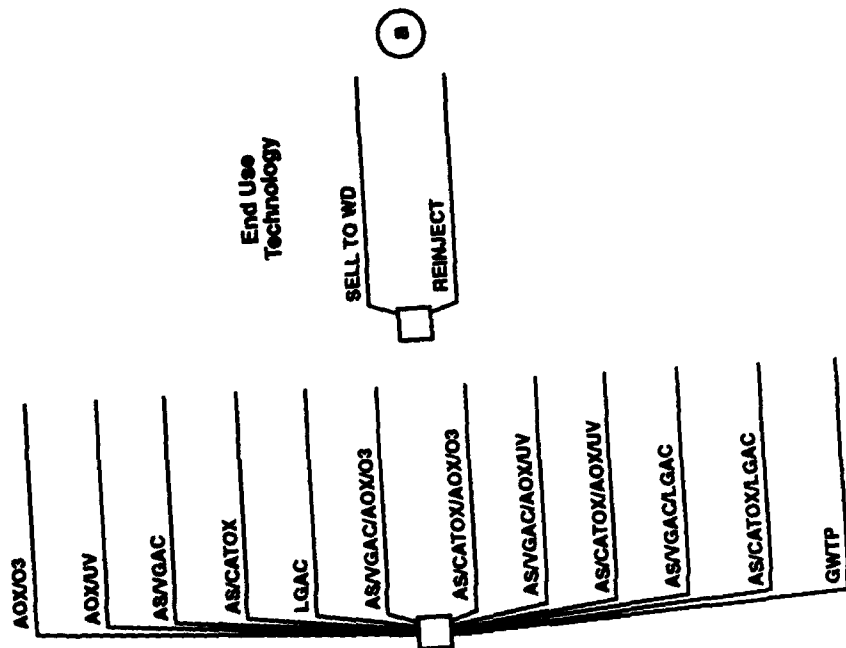 AOX/O3
AOX/UV
AS/VGAC
AS/CATOX
LGAC
AS/VGAC/AOX/O3
AS/CATOX/AOX/O3
AS/VGAC/AOX/UV
AS/CATOX/AOX/UV
AS/VGAC/LGAC
AS/CATOX/LGAC
GWTP
End Use
Technology
SELL TO WD
REINJECT
a